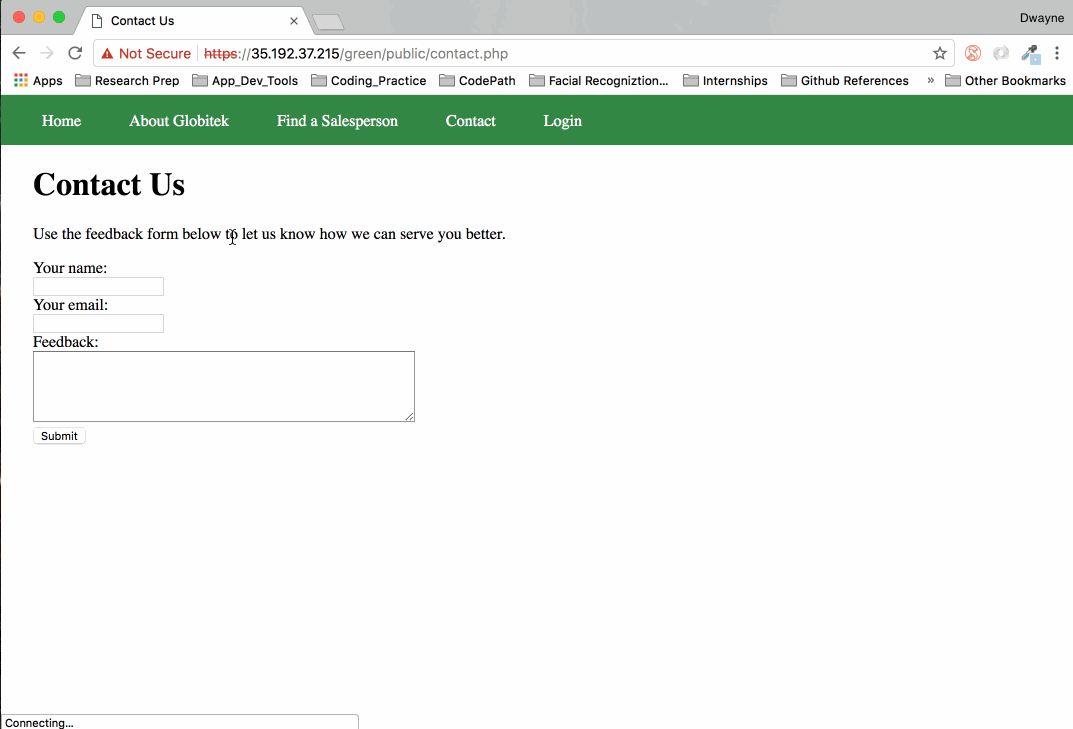 Contact Us
Dwayne
Not Secure https://35.192.37.215/green/public/contact.php
Apps Research Prep App_Dev_Tools Coding_Practice CodePath Facial Recogniztion... Internships Github References » Other Bookmarks
Home About Globitek Find a Salesperson Contact Login
Contact Us
Use the feedback form below to let us know how we can serve you better.
Your name:
Your email:
Feedback:
Submit
Connecting...